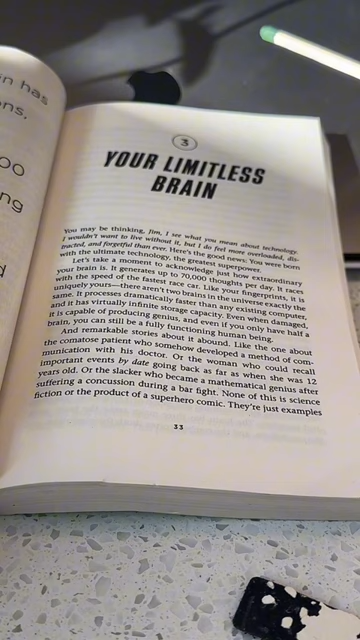 n has
ons,
00
ng
d
3
YOUR LIMITLESS
BRAIN
You may be thinking, Jim, I see what you mean about technology.
I wouldn't want to live without it, but I do feel more overloaded, dis-
tracted, and forgetful than ever. Here's the good news: You were born
with the ultimate technology, the greatest superpower.
Let's take a moment to acknowledge just how extraordinary
your brain is. It generates up to 70,000 thoughts per day. It races
with the speed of the fastest race car. Like your fingerprints, it is
uniquely yours—there aren't two brains in the universe exactly the
same. It processes dramatically faster than any existing computer,
and it has virtually infinite storage capacity. Even when damaged,
it is capable of producing genius, and even if you only have half a
brain, you can still be a fully functioning human being.
And remarkable stories about it abound. Like the one about
the comatose patient who somehow developed a method of com-
munication with his doctor. Or the woman who could recall
important events by date going back as far as when she was 12
years old. Or the slacker who became a mathematical genius after
suffering a concussion during a bar fight. None of this is science
fiction or the product of a superhero comic. They're just examples
33